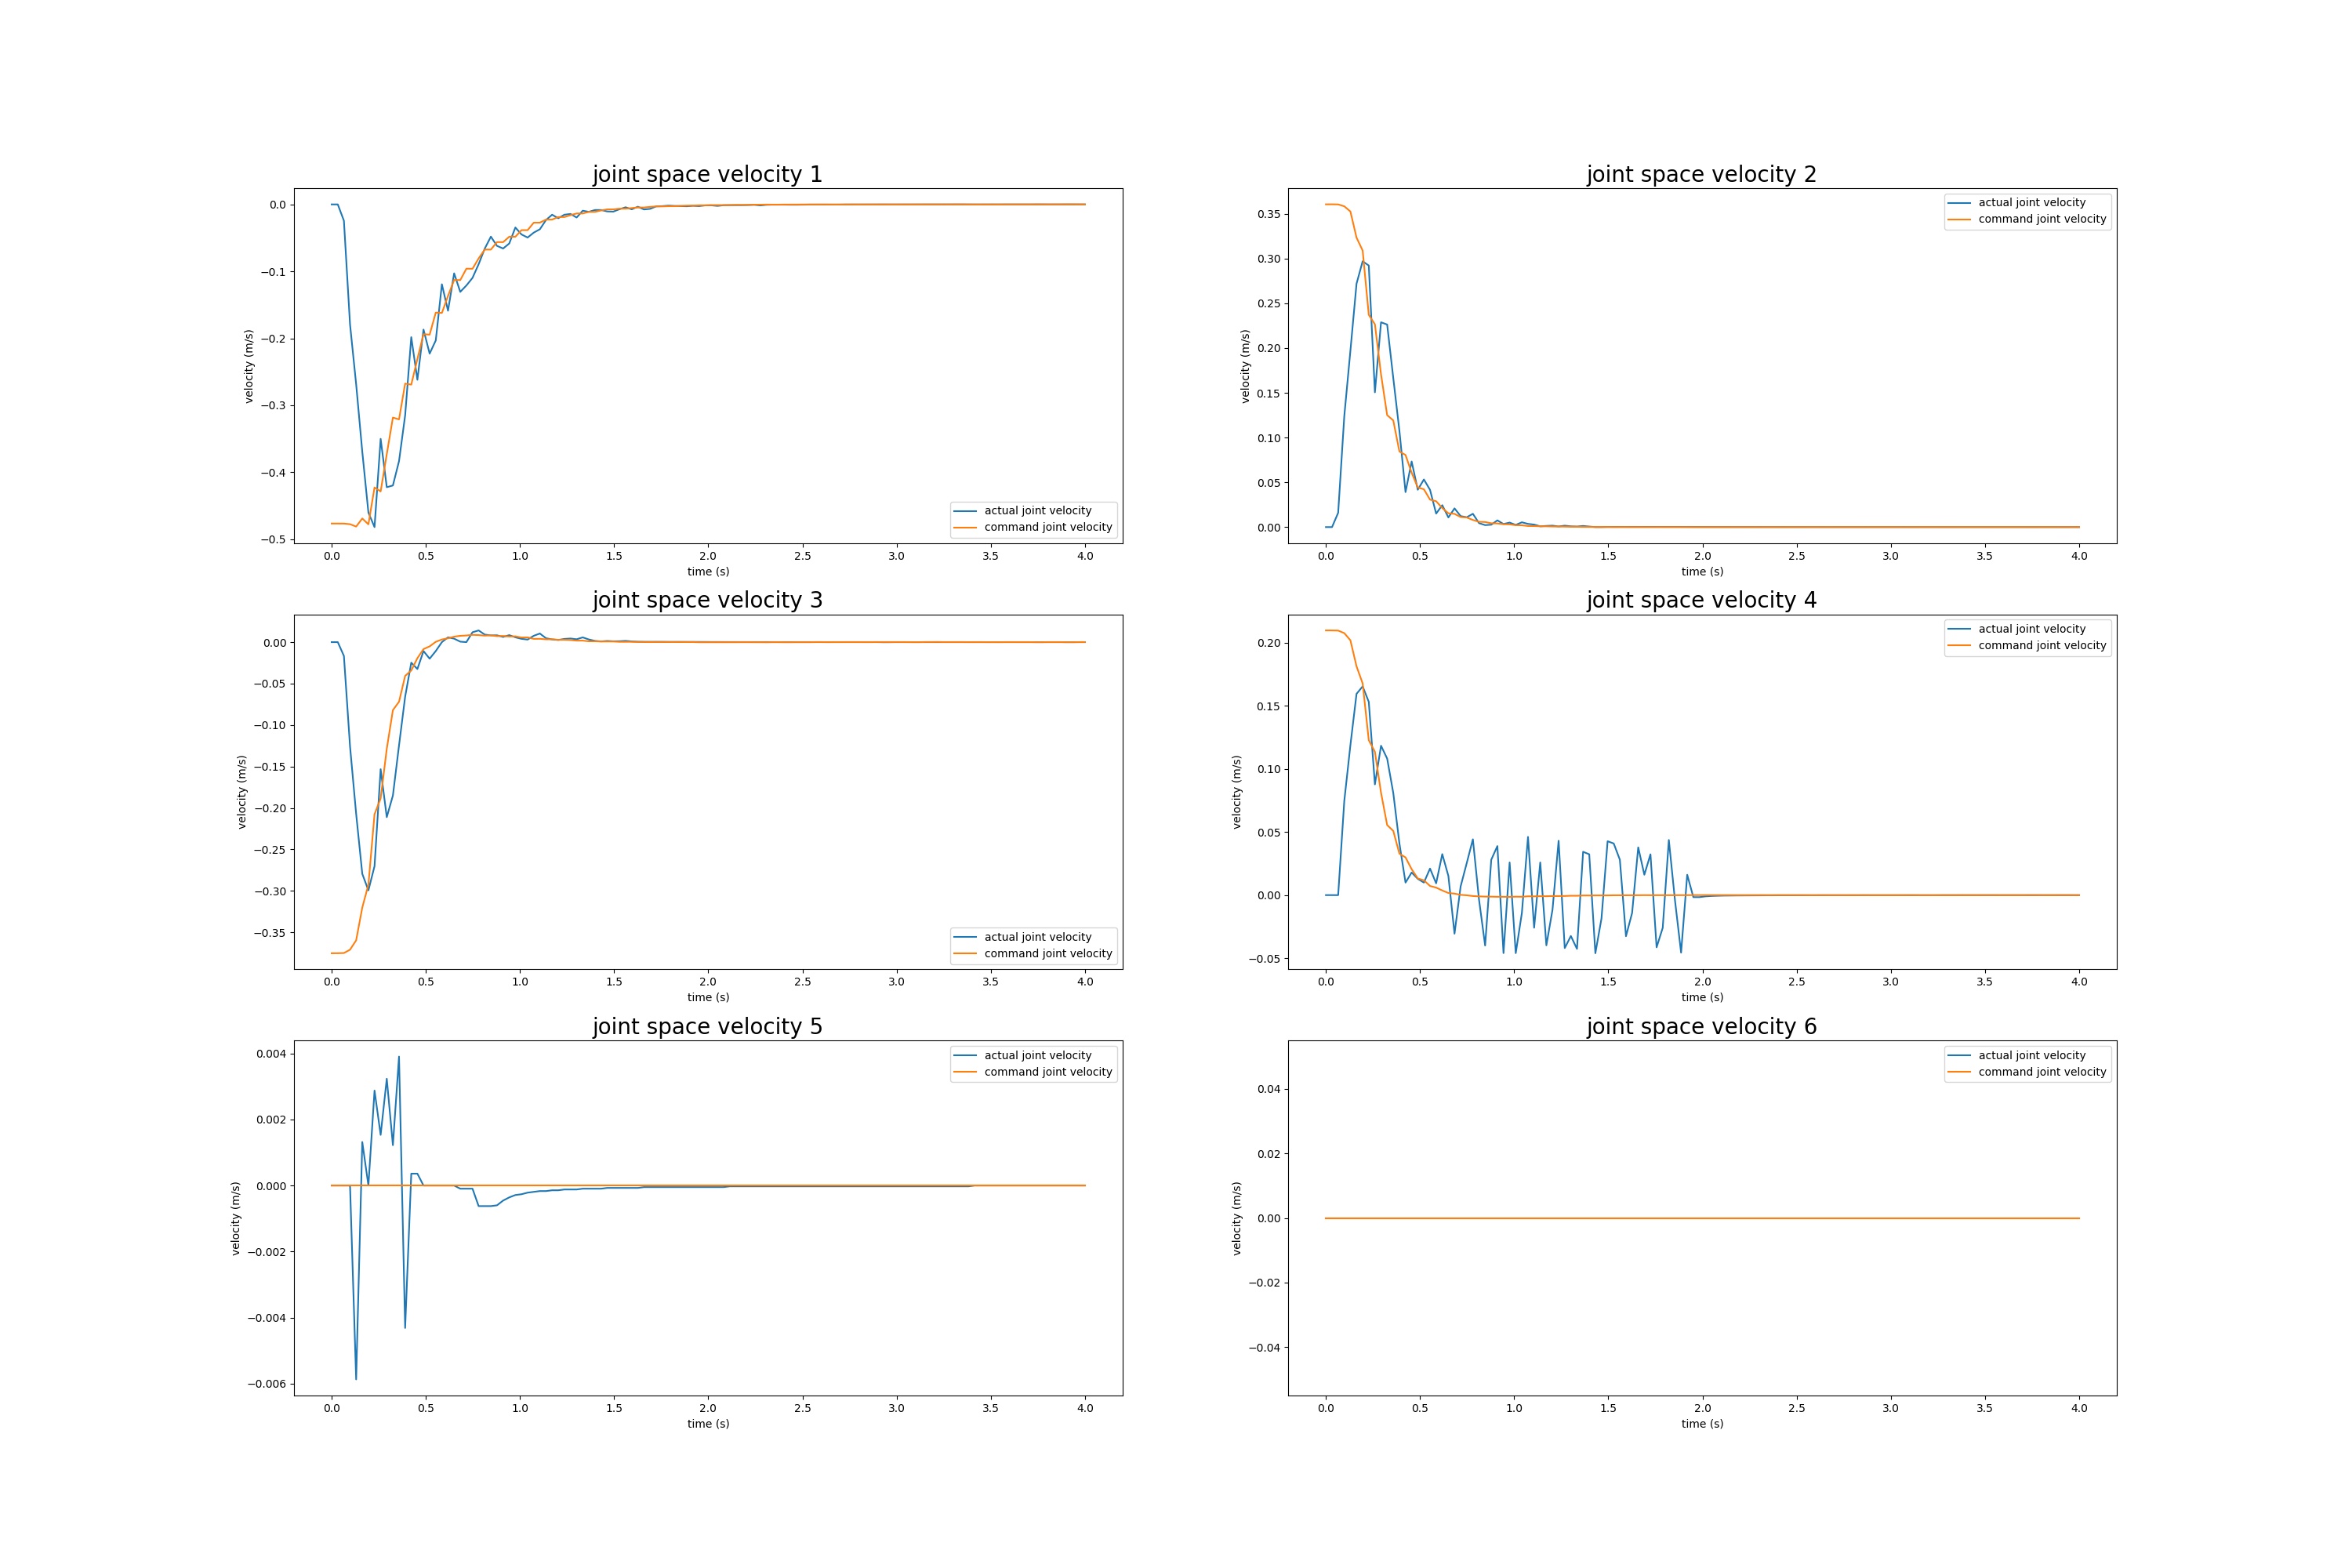 joint space velocity 1
velocity (m/s)
0.0
−0.1
−0.2
−0.3
−0.4
−0.5
actual joint velocity
command joint velocity
0.0 0.5 1.0 1.5 2.0 2.5 3.0 3.5 4.0
time (s)
joint space velocity 2
velocity (m/s)
0.35
0.30
0.25
0.20
0.15
0.10
0.05
0.00
actual joint velocity
command joint velocity
0.0 0.5 1.0 1.5 2.0 2.5 3.0 3.5 4.0
time (s)
joint space velocity 3
velocity (m/s)
0.00
−0.05
−0.10
−0.15
−0.20
−0.25
−0.30
−0.35
actual joint velocity
command joint velocity
0.0 0.5 1.0 1.5 2.0 2.5 3.0 3.5 4.0
time (s)
joint space velocity 4
velocity (m/s)
0.20
0.15
0.10
0.05
0.00
−0.05
actual joint velocity
command joint velocity
0.0 0.5 1.0 1.5 2.0 2.5 3.0 3.5 4.0
time (s)
joint space velocity 5
velocity (m/s)
0.004
0.002
0.000
−0.002
−0.004
−0.006
actual joint velocity
command joint velocity
0.0 0.5 1.0 1.5 2.0 2.5 3.0 3.5 4.0
time (s)
joint space velocity 6
velocity (m/s)
0.04
0.02
0.00
−0.02
−0.04
actual joint velocity
command joint velocity
0.0 0.5 1.0 1.5 2.0 2.5 3.0 3.5 4.0
time (s)